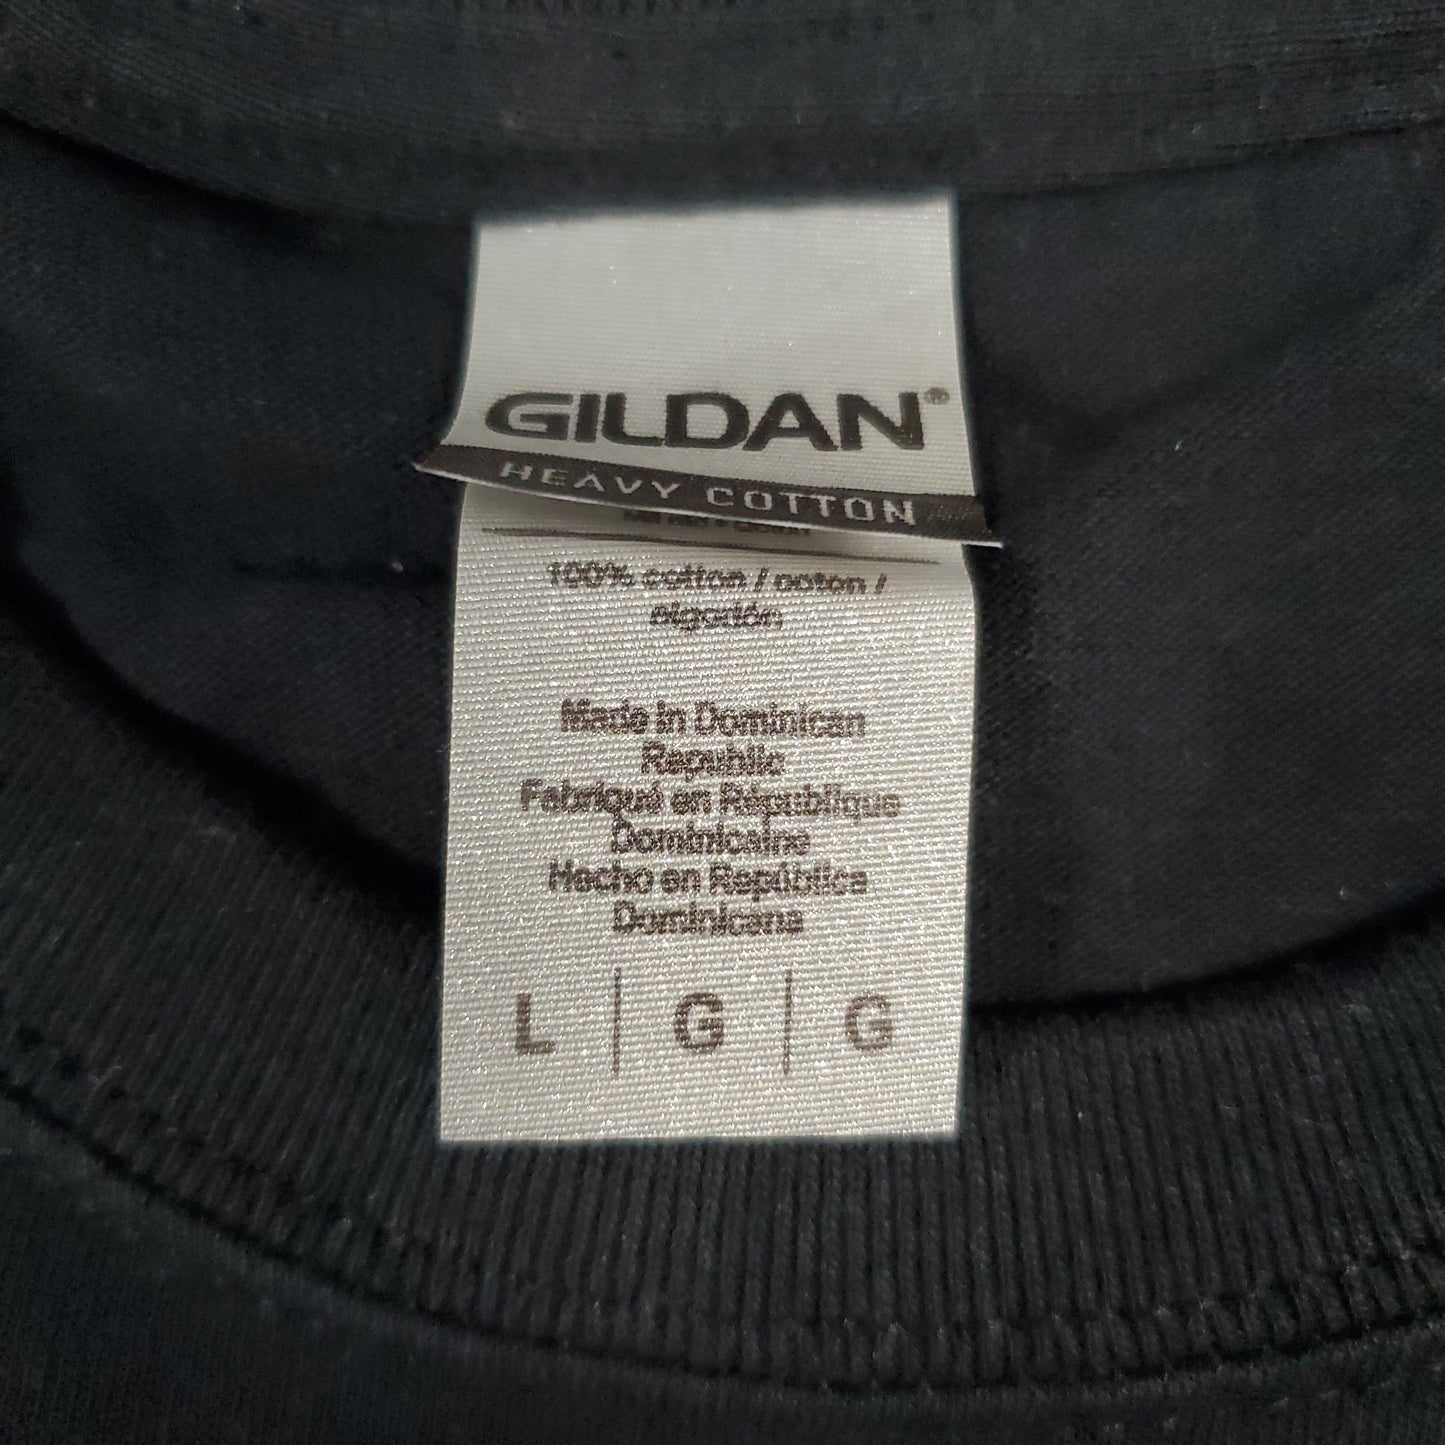 GILDAN®
HEAVY COTTON
100% cotton / coton /
algodón
Made in Dominican
Republic
Fabriqué en République
Dominicaine
Hecho en República
Dominicana
L | G | G